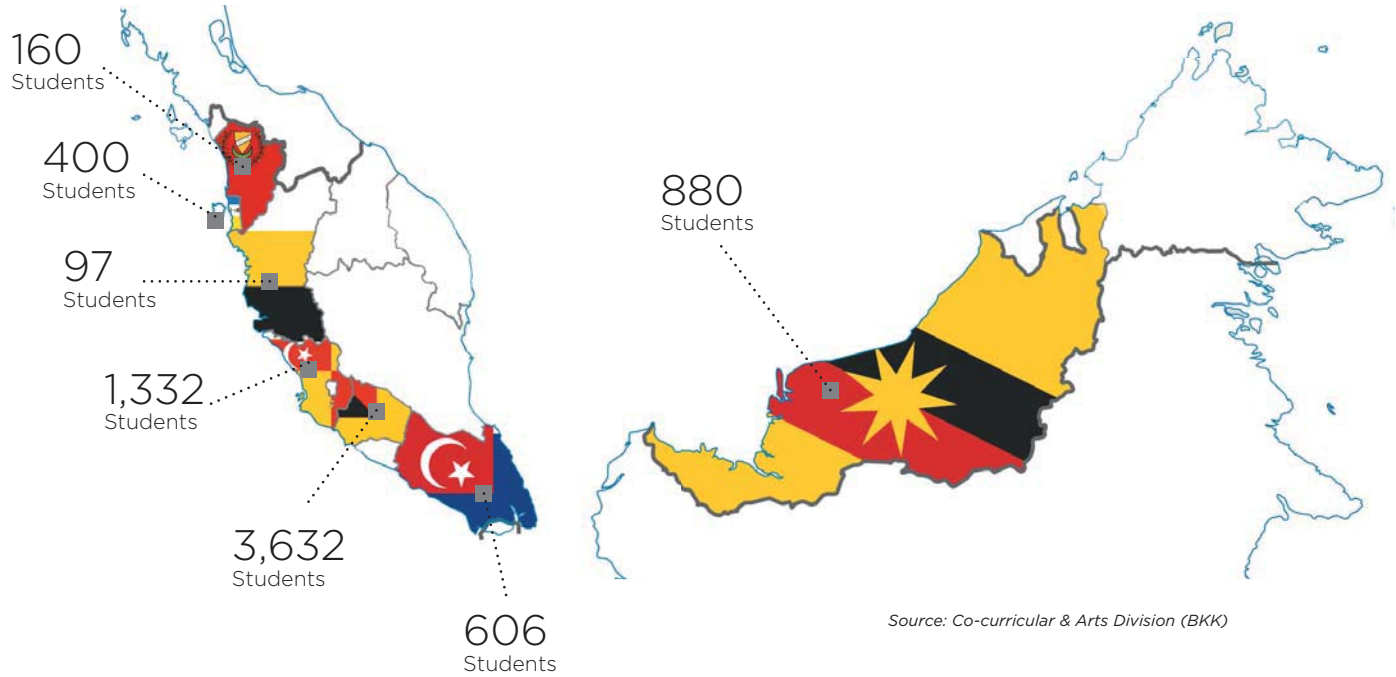 160
Students
400
Students
97
Students
1,332
Students
3,632
Students
606
Students
880
Students
Source: Co-curricular & Arts Division (BKK)